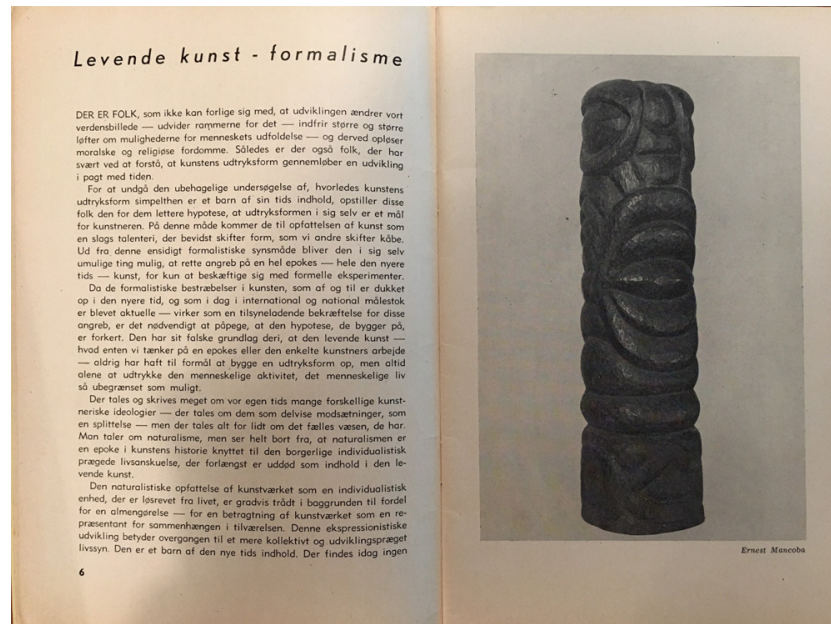 Levende kunst - formalisme
DER ER FOLK, som ikke kan forlige sig med, at udviklingen ændrer vort
verdensbillede — udvider rammerne for det — indfrir større og større
løfter om mulighederne for menneskets udfoldelse — og derved opløser
moralske og religiøse fordomme. Således er der også folk, der har
svært ved at forstå, at kunstens udtryksform gennemløber en udvikling
i pagt med tiden.
For at undgå den ubehagelige undersøgelse af, hvorledes kunstens
udtryksform simpelthen er et barn af sin tids indhold, opstiller disse
folk den for dem lettere hypotese, at udtryksformen i sig selv er et mål
for kunstneren. På denne måde kommer de til opfattelsen af kunst som
en slags talenteri, der bevidst skifter form, som vi andre skifter kåbe.
Ud fra denne ensidigt formalistiske synsmåde bliver den i sig selv
umulige ting mulig, at rette angreb på en hel epokes — hele den nyere
tids — kunst, for kun at beskæftige sig med formelle eksperimenter.
Da de formalistiske bestræbelser i kunsten, som af og til er dukket
op i den nyere tid, og som i dag i international og national målestok
er blevet aktuelle — virker som en tilsyneladende bekræftelse for disse
angreb, er det nødvendigt at påpege, at den hypotese, de bygger på,
er forkert. Den har sit falske grundlag deri, at den levende kunst —
hvad enten vi tænker på en epokes eller den enkelte kunstners arbejde
— aldrig har haft til formål at bygge en udtryksform op, men altid
alene at udtrykke den menneskelige aktivitet, det menneskelige liv
så ubegrænset som muligt.
Der tales og skrives meget om vor egen tids mange forskellige kunst-
neriske ideologier — der tales om dem som delvise modsætninger, som
en splittelse — men der tales alt for lidt om det fælles væsen, de har.
Man taler om naturalisme, men ser helt bort fra, at naturalismen er
en epoke i kunstens historie knyttet til den borgerlige individualistisk
prægede livsanskuelse, der forlængst er uddød som indhold i den le-
vende kunst.
Den naturalistiske opfattelse af kunstværket som en individualistisk
enhed, der er løsrevet fra livet, er gradvis trådt i baggrunden til fordel
for en almengørelse — for en betragtning af kunstværket som en re-
præsentant for sammenhængen i tilværelsen. Denne ekspressionistiske
udvikling betyder overgangen til et mere kollektivt og udviklingspræget
livssyn. Den er et barn af den nye tids indhold. Der findes idag ingen
6
Ernest Mancoba